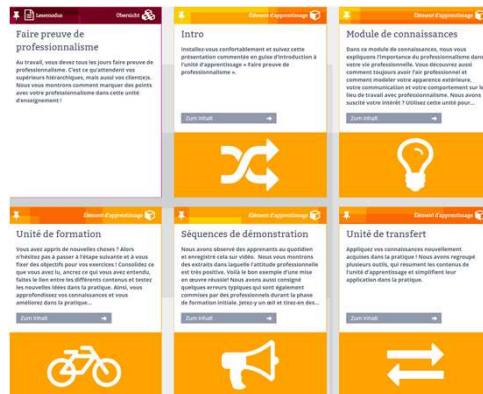 Lesemodus
Übersicht
Faire preuve de
professionnalisme
Au travail, vous devez tous les jours faire preuve de
professionnalisme. C'est ce qu'attendent vos
supérieurs hiérarchiques, mais aussi vos client(e)s.
Nous vous montrons comment marquer des points
avec votre professionnalisme dans cette unité
d'enseignement !
Élément d'apprentissage
Intro
Installez-vous confortablement et suivez cette
présentation commentée en guise d'introduction à
l'unité d'apprentissage « Faire preuve de
professionnalisme ».
Zum Inhalt
Élément d'apprentissage
Module de connaissances
Dans ce module de connaissances, nous vous
expliquons l'importance du professionnalisme dans
votre vie professionnelle. Vous découvrez aussi
comment toujours avoir l'air professionnel et
comment modeler votre apparence extérieure,
votre communication et votre comportement sur le
lieu de travail avec professionnalisme. Nous avons
suscité votre intérêt ? Utilisez cette unité pour...
Zum Inhalt
Élément d'apprentissage
Unité de formation
Vous avez appris de nouvelles choses ? Alors
n'hésitez pas à passer à l'étape suivante et à vous
fixer des objectifs pour vos exercices ! Consolidez ce
que vous avez lu, ancrez ce qui vous avez entendu,
faites le lien entre les différents contenus et testez
les nouvelles idées dans la pratique. Ainsi, vous
approfondissez vos connaissances et vous
améliorez dans la pratique...
Zum Inhalt
Élément d'apprentissage
Séquences de démonstration
Nous avons observé des apprenants au quotidien
et enregistré cela sur vidéo. Nous vous montrons
des extraits dans laquelle l'attitude professionnelle
est très positive. Voilà le bon exemple d'une mise
en œuvre réussie! Nous avons aussi consigné
quelques erreurs typiques qui sont également
commises par des professionnels durant la phase
de formation initiale. Jetez-y un œil et tirez-en des...
Zum Inhalt
Élément d'apprentissage
Unité de transfert
Appliquez vos connaissances nouvellement
acquises dans la pratique ! Nous avons regroupé
plusieurs outils, qui résument les contenus de
l'unité d'apprentissage et simplifient leur
application dans la pratique.
Zum Inhalt